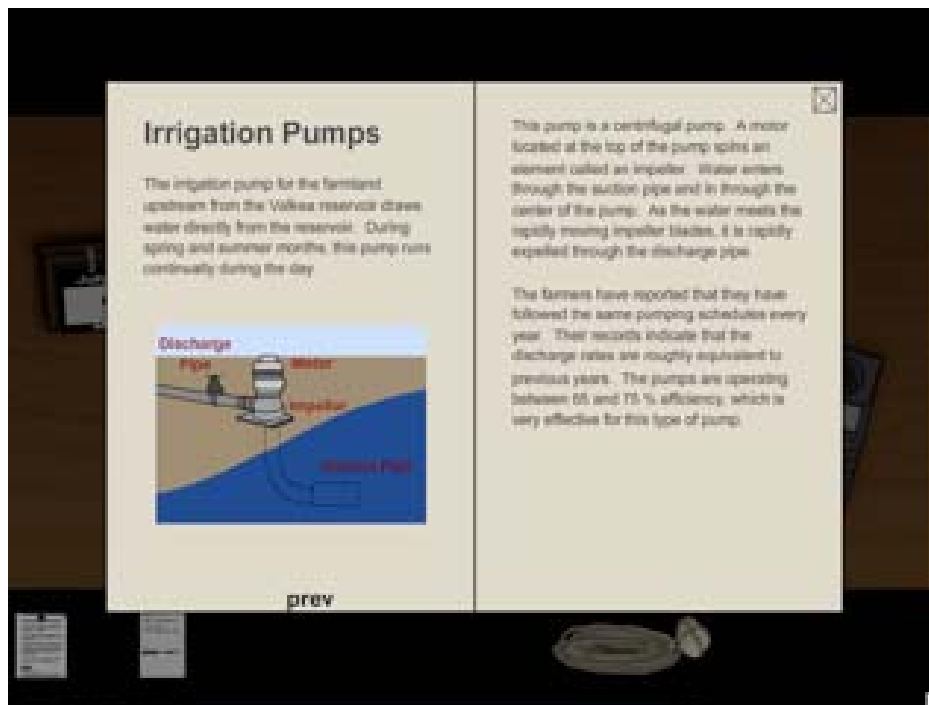 Irrigation Pumps
The irrigation pump for the farmland
upstream from the Valkea reservoir draws
water directly from the reservoir. During
spring and summer months, this pump runs
continually during the day.
Discharge
Pipe
Motor
Impeller
Suction Pipe
prev
This pump is a centrifugal pump. A motor
located at the top of the pump spins an
element called an impeller. Water enters
through the suction pipe and in through the
center of the pump. As the water meets the
rapidly moving impeller blades, it is rapidly
expelled through the discharge pipe.
The farmers have reported that they have
followed the same pumping schedules every
year. Their records indicate that the
discharge rates are roughly equivalent to
previous years. The pumps are operating
between 65 and 75 % efficiency, which is
very effective for this type of pump.